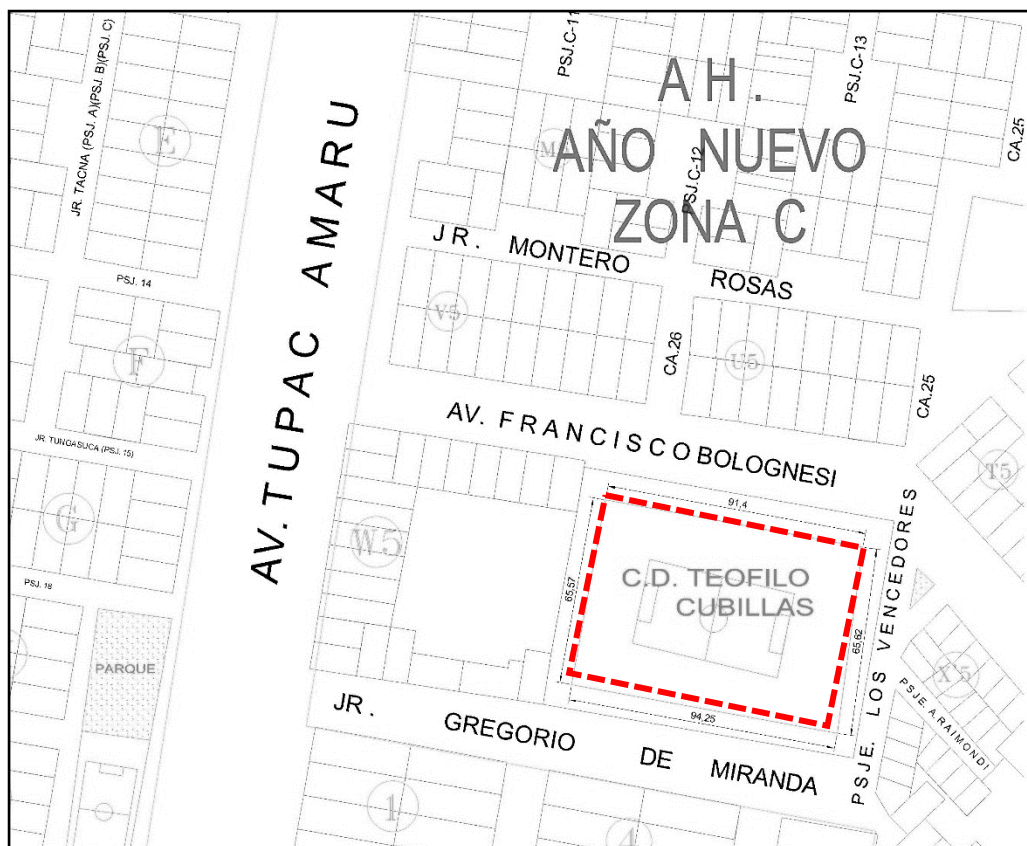 PSJ.C-11
PSJ.C-13
CA.25
JR. TACNA (PSJ. A)(PSJ. B)(PSJ. C)
E
A H .
AÑO NUEVO
ZONA C
PSJ.C-12
JR. MONTERO ROSAS
PSJ. 14
V5
U5
CA.26
CA.25
F
AV. TUPAC AMARU
AV. FRANCISCO BOLOGNESI
JR. TUNGASUCA (PSJ. 15)
T5
G
W5
91,4
65,57
65,62
94,25
C.D. TEOFILO
CUBILLAS
PSJE. LOS VENCEDORES
PARQUE
X'5
PSJE. A. RAIMONDI
JR. GREGORIO DE MIRANDA
1
4